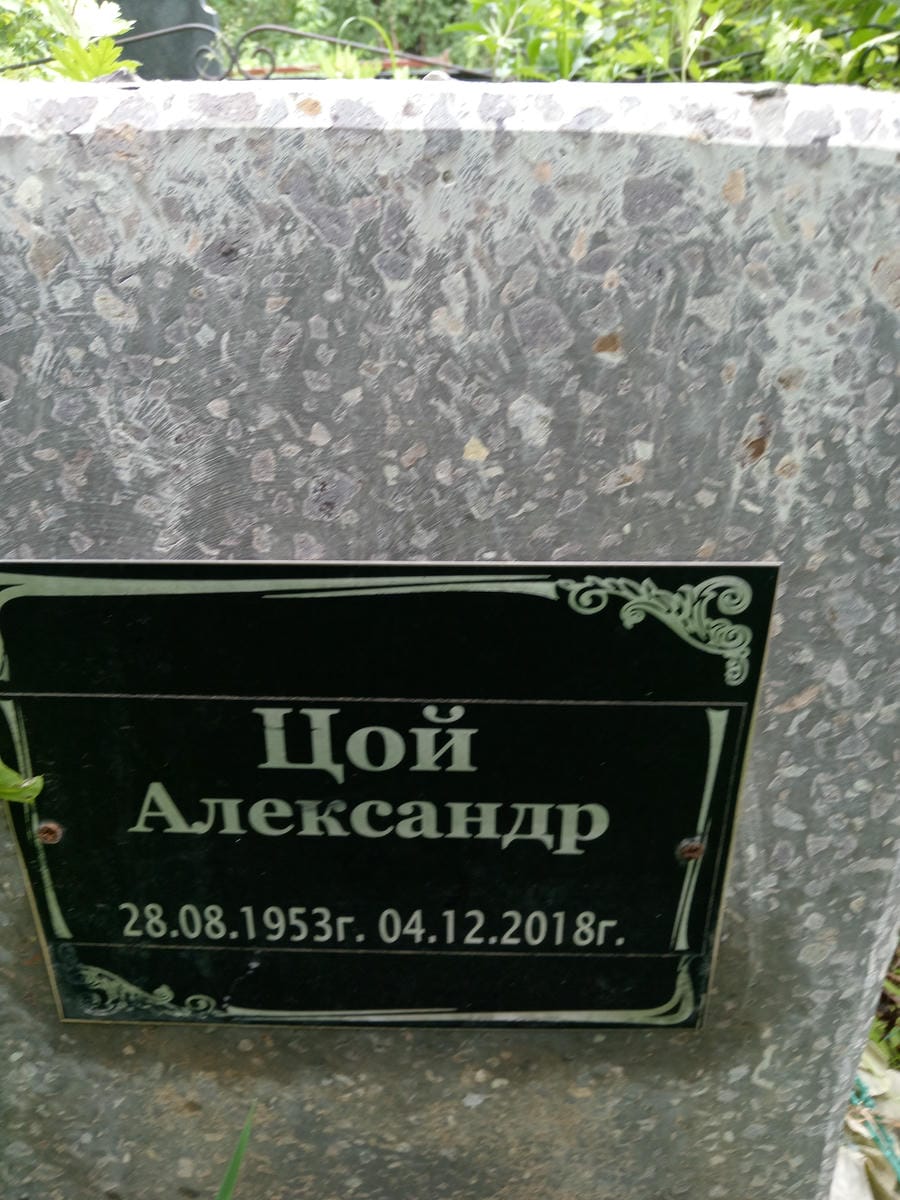 Цой
Александр
28.08.1953г. 04.12.2018г.